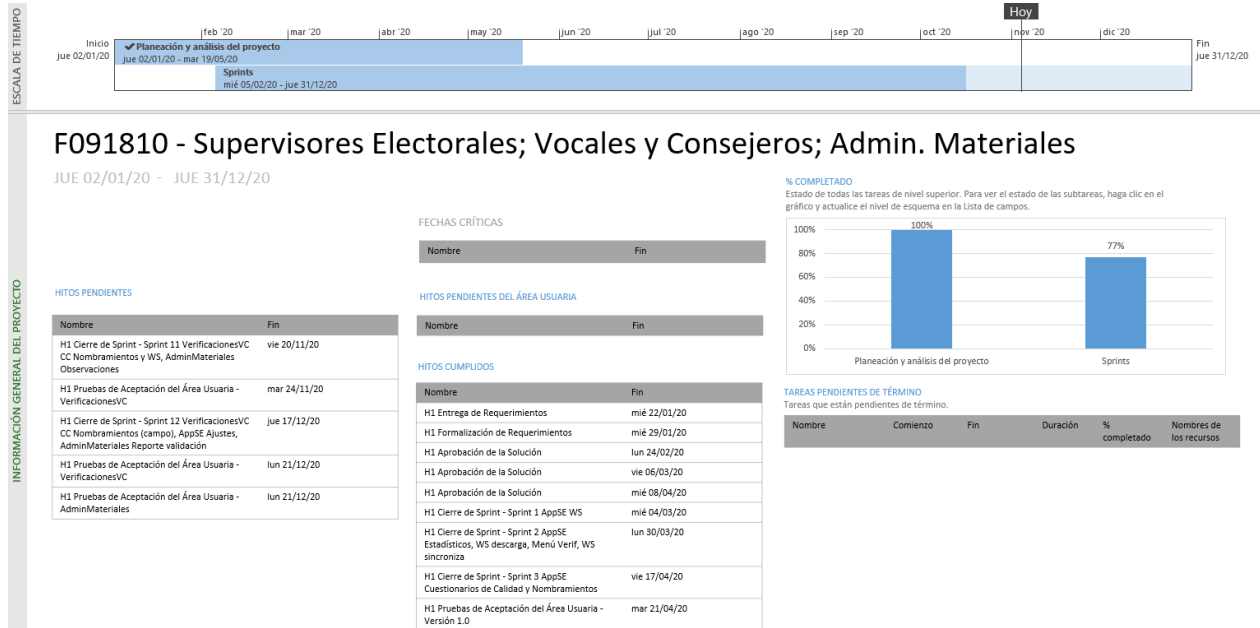 ESCALA DE TIEMPO
Hoy
feb '20
mar '20
abr '20
may '20
jun '20
jul '20
ago '20
sep '20
oct '20
nov '20
dic '20
Inicio
jue 02/01/20
Planeación y análisis del proyecto
jue 02/01/20 - mar 19/05/20
Sprints
mié 05/02/20 - jue 31/12/20
Fin
jue 31/12/20
INFORMACIÓN GENERAL DEL PROYECTO
F091810 - Supervisores Electorales; Vocales y Consejeros; Admin. Materiales
JUE 02/01/20 - JUE 31/12/20
HITOS PENDIENTES
Nombre Fin
H1 Cierre de Sprint - Sprint 11 VerificacionesVC vie 20/11/20
CC Nombramientos y WS, AdminMateriales
Observaciones
H1 Pruebas de Aceptación del Área Usuaria - mar 24/11/20
VerificacionesVC
H1 Cierre de Sprint - Sprint 12 VerificacionesVC jue 17/12/20
CC Nombramientos (campo), AppSE Ajustes,
AdminMateriales Reporte validación
H1 Pruebas de Aceptación del Área Usuaria - lun 21/12/20
VerificacionesVC
H1 Pruebas de Aceptación del Área Usuaria - lun 21/12/20
AdminMateriales
FECHAS CRÍTICAS
Nombre Fin
HITOS PENDIENTES DEL ÁREA USUARIA
Nombre Fin
HITOS CUMPLIDOS
Nombre Fin
H1 Entrega de Requerimientos mié 22/01/20
H1 Formalización de Requerimientos mié 29/01/20
H1 Aprobación de la Solución lun 24/02/20
H1 Aprobación de la Solución vie 06/03/20
H1 Aprobación de la Solución mié 08/04/20
H1 Cierre de Sprint - Sprint 1 AppSE WS mié 04/03/20
H1 Cierre de Sprint - Sprint 2 AppSE lun 30/03/20
Estadísticos, WS descarga, Menú Verif, WS
sincroniza
H1 Cierre de Sprint - Sprint 3 AppSE vie 17/04/20
Cuestionarios de Calidad y Nombramientos
H1 Pruebas de Aceptación del Área Usuaria - mar 21/04/20
Versión 1.0
% COMPLETADO
Estado de todas las tareas de nivel superior. Para ver el estado de las subtareas, haga clic en el
gráfico y actualice el nivel de esquema en la Lista de campos.
100%
80%
60%
40%
20%
0%
100%
77%
Planeación y análisis del proyecto
Sprints
TAREAS PENDIENTES DE TÉRMINO
Tareas que están pendientes de término.
Nombre Comienzo Fin Duración % Nombres de
completado los recursos